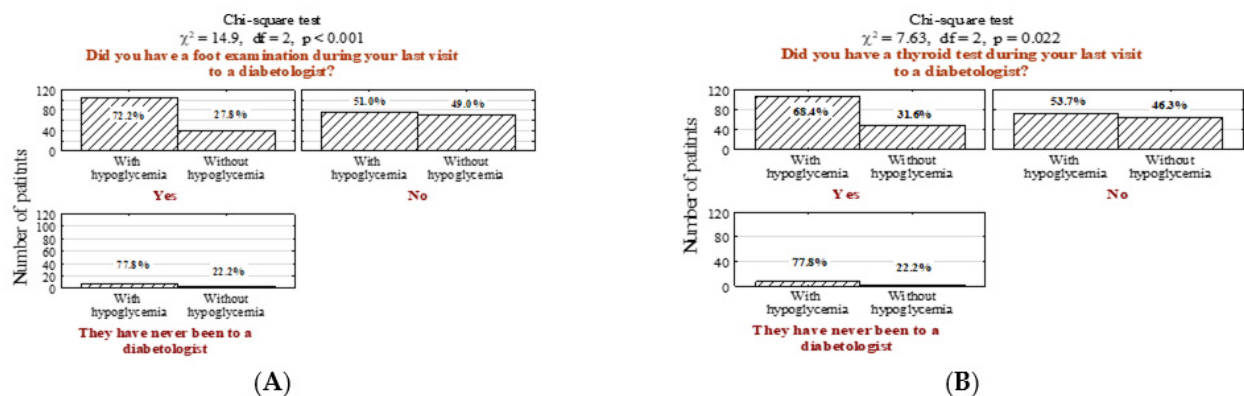 Chi-square test
χ² = 14.9, df = 2, p < 0.001
Did you have a foot examination during your last visit
to a diabetologist?
120
80
40
0
72.2%
27.8%
With
hypoglycemia
Without
hypoglycemia
Yes
51.0%
49.0%
With
hypoglycemia
Without
hypoglycemia
No
Number of patitnts
120
100
80
60
40
20
0
77.8%
22.2%
With
hypoglycemia
Without
hypoglycemia
They have never been to a
diabetologist
(A)
Chi-square test
χ² = 7.63, df = 2, p = 0.022
Did you have a thyroid test during your last visit
to a diabetologist?
120
80
40
0
68.4%
31.6%
With
hypoglycemia
Without
hypoglycemia
Yes
53.7%
46.3%
With
hypoglycemia
Without
hypoglycemia
No
Number of patitnts
120
80
40
0
77.8%
22.2%
With
hypoglycemia
Without
hypoglycemia
They have never been to a
diabetologist
(B)